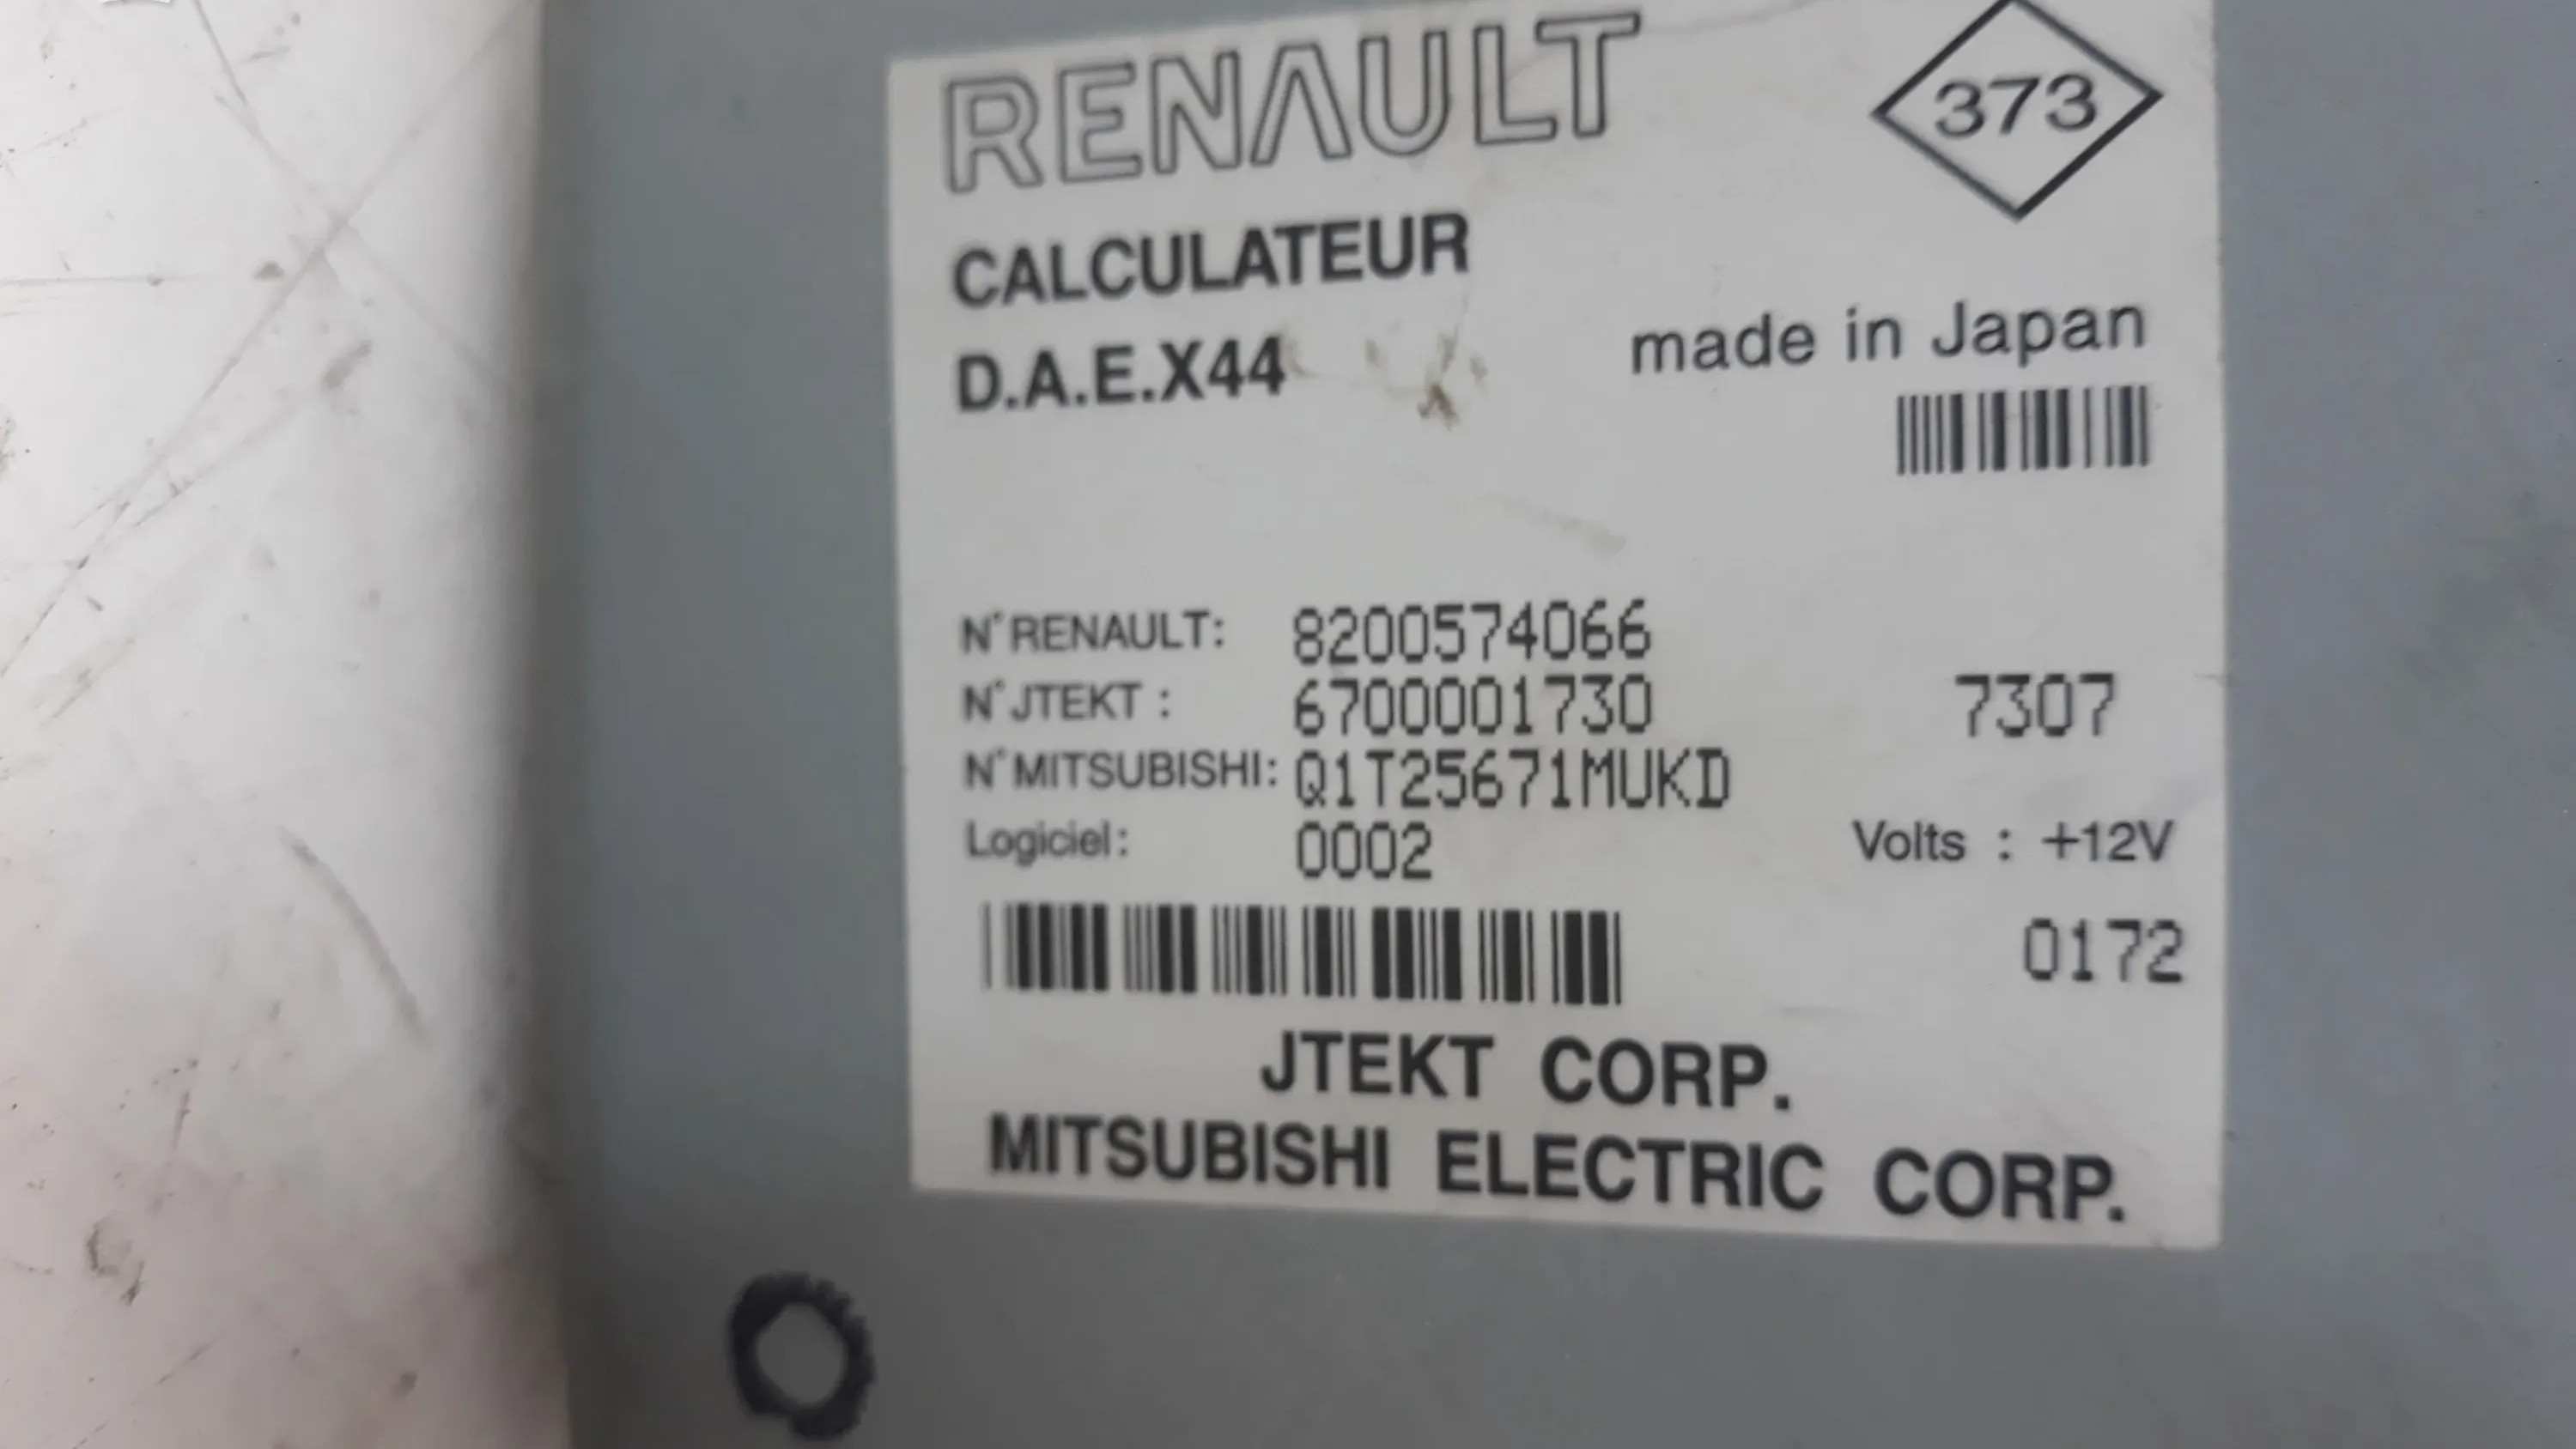 RENAULT
373
CALCULATEUR
D.A.E.X44
made in Japan
N°RENAULT: 8200574066
N°JTEKT : 6700001730 7307
N°MITSUBISHI: Q1T25671MUKD
Logiciel: 0002 Volts : +12V
0172
JTEKT CORP.
MITSUBISHI ELECTRIC CORP.